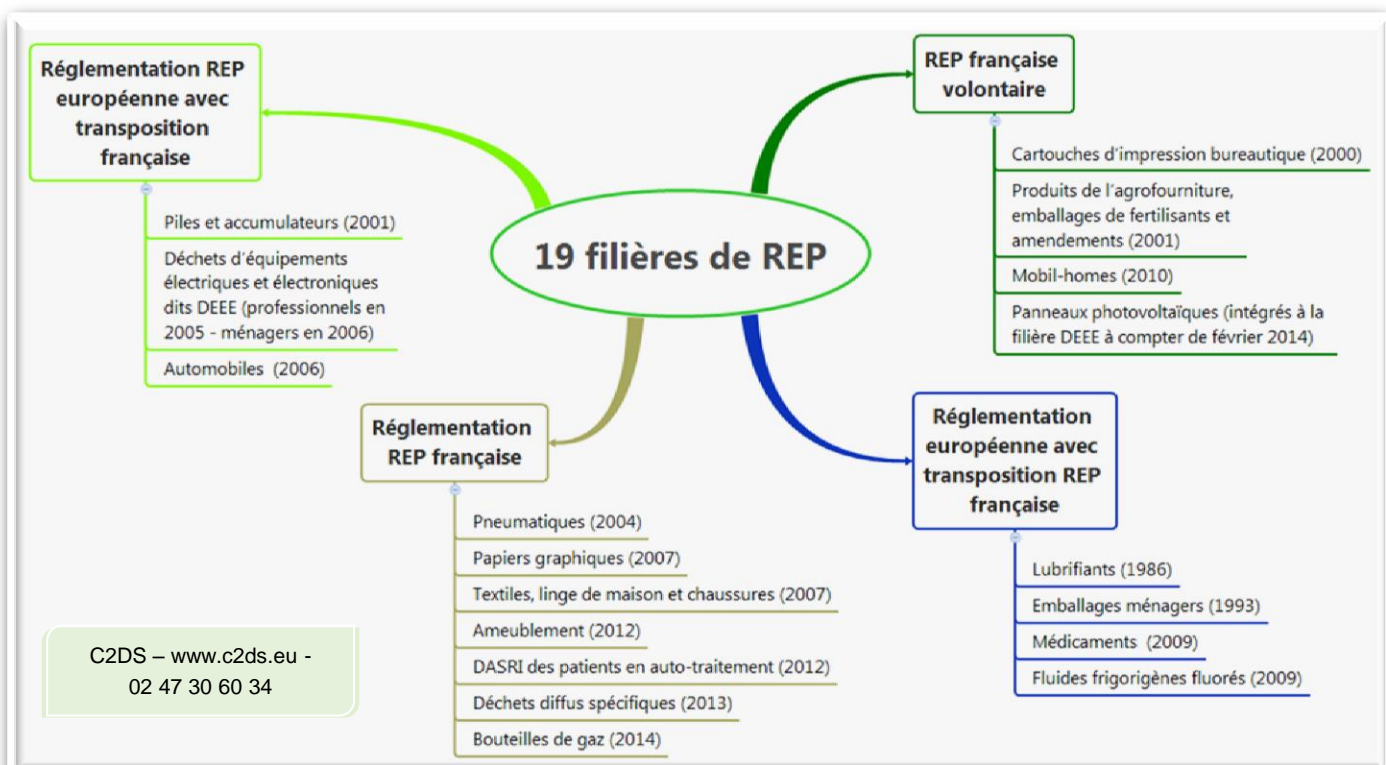 Réglementation REP
européenne avec
transposition
française
Piles et accumulateurs (2001)
Déchets d'équipements
électriques et électroniques
dits DEEE (professionnels en
2005 - ménagers en 2006)
Automobiles (2006)
REP française
volontaire
Cartouches d'impression bureautique (2000)
Produits de l'agrofourniture,
emballages de fertilisants et
amendements (2001)
Mobil-homes (2010)
Panneaux photovoltaïques (intégrés à la
filière DEEE à compter de février 2014)
19 filières de REP
Réglementation
REP française
Pneumatiques (2004)
Papiers graphiques (2007)
Textiles, linge de maison et chaussures (2007)
Ameublement (2012)
DASRI des patients en auto-traitement (2012)
Déchets diffus spécifiques (2013)
Bouteilles de gaz (2014)
Réglementation
européenne avec
transposition REP
française
Lubrifiants (1986)
Emballages ménagers (1993)
Médicaments (2009)
Fluides frigorigènes fluorés (2009)
C2DS – www.c2ds.eu -
02 47 30 60 34